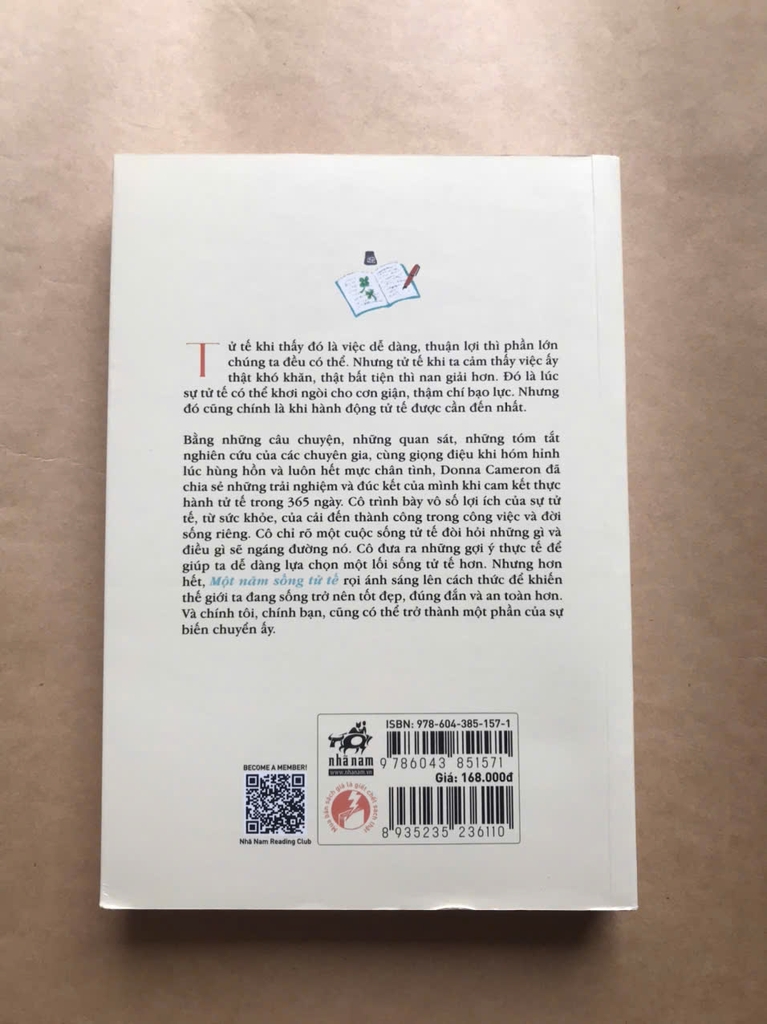 Tử tế khi thấy đó là việc dễ dàng, thuận lợi thì phần lớn
chúng ta đều có thể. Nhưng tử tế khi ta cảm thấy việc ấy
thật khó khăn, thật bất tiện thì nan giải hơn. Đó là lúc
sự tử tế có thể khơi ngòi cho cơn giận, thậm chí bạo lực. Nhưng
đó cũng chính là khi hành động tử tế được cần đến nhất.
Bằng những câu chuyện, những quan sát, những tóm tắt
nghiên cứu của các chuyên gia, cùng giọng điệu khi hóm hỉnh
lúc hùng hồn và luôn hết mực chân tình, Donna Cameron đã
chia sẻ những trải nghiệm và đúc kết của mình khi cam kết thực
hành tử tế trong 365 ngày. Cô trình bày vô số lợi ích của sự tử
tế, từ sức khỏe, của cải đến thành công trong công việc và đời
sống riêng. Cô chỉ rõ một cuộc sống tử tế đòi hỏi những gì và
điều gì sẽ ngáng đường nó. Cô đưa ra những gợi ý thực tế để
giúp ta dễ dàng lựa chọn một lối sống tử tế hơn. Nhưng hơn
hết, Một năm sống tử tế rọi ánh sáng lên cách thức để khiến
thế giới ta đang sống trở nên tốt đẹp, đúng đắn và an toàn hơn.
Và chính tôi, chính bạn, cũng có thể trở thành một phần của sự
biến chuyển ấy.
BECOME A MEMBER!
Nhã Nam Reading Club
nhã nam
www.nhanam.vn
Mua bán sách giả là giết chết sách thật
ISBN: 978-604-385-157-1
9 786043 851571
Giá: 168.000đ
8 935235 236110